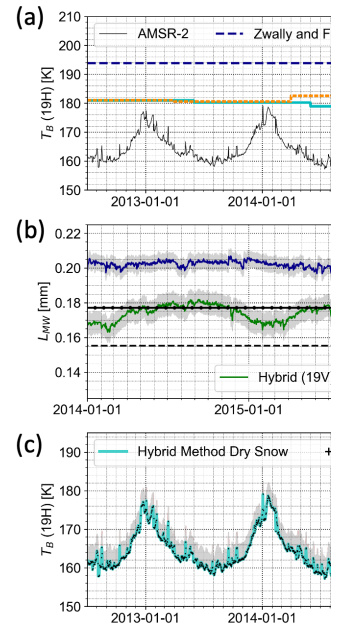 (a)
210
200
190
180
170
160
150
T_B (19H) [K]
AMSR-2
Zwally and F
2013-01-01
2014-01-01
(b)
0.22
0.20
0.18
0.16
0.14
L_MW [mm]
Hybrid (19V
2014-01-01
2015-01-01
(c)
190
180
170
160
150
T_B (19H) [K]
Hybrid Method Dry Snow
2013-01-01
2014-01-01